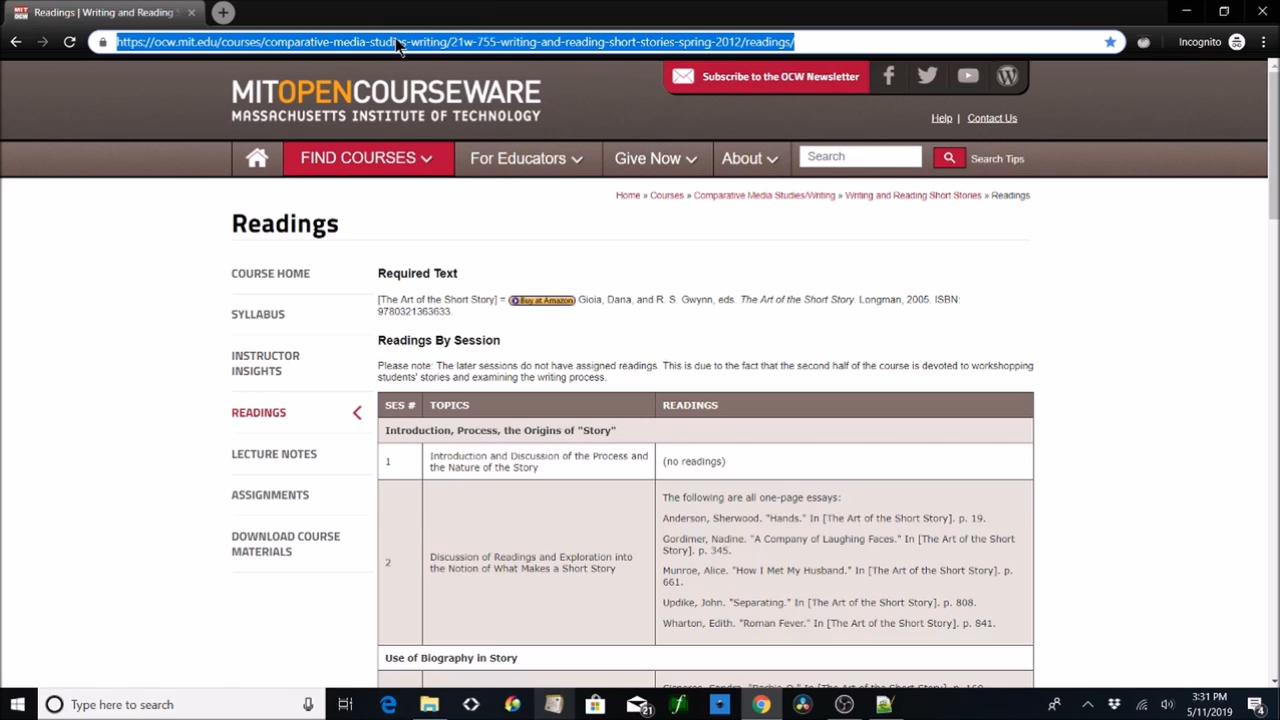 MIT OCW
Readings | Writing and Reading S
https://ocw.mit.edu/courses/comparative-media-studies-writing/21w-755-writing-and-reading-short-stories-spring-2012/readings/
Incognito
MITOPENCOURSEWARE
MASSACHUSETTS INSTITUTE OF TECHNOLOGY
Subscribe to the OCW Newsletter
Help | Contact Us
FIND COURSES
For Educators
Give Now
About
Search
Search Tips
Home » Courses » Comparative Media Studies/Writing » Writing and Reading Short Stories » Readings
Readings
COURSE HOME
SYLLABUS
INSTRUCTOR
INSIGHTS
READINGS
LECTURE NOTES
ASSIGNMENTS
DOWNLOAD COURSE
MATERIALS
Required Text
[The Art of the Short Story] = Buy at Amazon Gioia, Dana, and R. S. Gwynn, eds. The Art of the Short Story. Longman, 2005. ISBN:
9780321363633.
Readings By Session
Please note: The later sessions do not have assigned readings. This is due to the fact that the second half of the course is devoted to workshopping
students' stories and examining the writing process.
SES # TOPICS READINGS
Introduction, Process, the Origins of "Story"
1
Introduction and Discussion of the Process and
the Nature of the Story
(no readings)
2
Discussion of Readings and Exploration into
the Notion of What Makes a Short Story
The following are all one-page essays:
Anderson, Sherwood. "Hands." In [The Art of the Short Story]. p. 19.
Gordimer, Nadine. "A Company of Laughing Faces." In [The Art of the Short
Story]. p. 345.
Munroe, Alice. "How I Met My Husband." In [The Art of the Short Story]. p.
661.
Updike, John. "Separating." In [The Art of the Short Story]. p. 808.
Wharton, Edith. "Roman Fever." In [The Art of the Short Story]. p. 841.
Use of Biography in Story
Type here to search
21
3:31 PM
5/11/2019
4